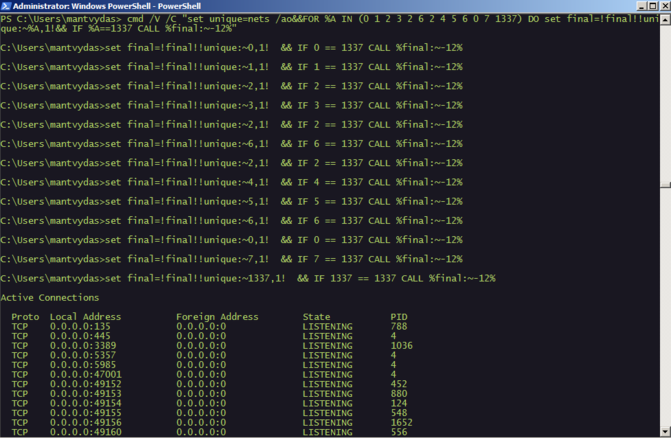 Administrator: Windows PowerShell - PowerShell
PS C:\Users\mantvydas> cmd /V /C "set unique=nets /ao&&FOR %A IN (0 1 2 3 2 6 2 4 5 6 0 7 1337) DO set final=!final!!uni
que:~%A,1!&& IF %A==1337 CALL %final:~-12%"
C:\Users\mantvydas>set final=!final!!unique:~0,1!  && IF 0 == 1337 CALL %final:~-12%
C:\Users\mantvydas>set final=!final!!unique:~1,1!  && IF 1 == 1337 CALL %final:~-12%
C:\Users\mantvydas>set final=!final!!unique:~2,1!  && IF 2 == 1337 CALL %final:~-12%
C:\Users\mantvydas>set final=!final!!unique:~3,1!  && IF 3 == 1337 CALL %final:~-12%
C:\Users\mantvydas>set final=!final!!unique:~2,1!  && IF 2 == 1337 CALL %final:~-12%
C:\Users\mantvydas>set final=!final!!unique:~6,1!  && IF 6 == 1337 CALL %final:~-12%
C:\Users\mantvydas>set final=!final!!unique:~2,1!  && IF 2 == 1337 CALL %final:~-12%
C:\Users\mantvydas>set final=!final!!unique:~4,1!  && IF 4 == 1337 CALL %final:~-12%
C:\Users\mantvydas>set final=!final!!unique:~5,1!  && IF 5 == 1337 CALL %final:~-12%
C:\Users\mantvydas>set final=!final!!unique:~6,1!  && IF 6 == 1337 CALL %final:~-12%
C:\Users\mantvydas>set final=!final!!unique:~0,1!  && IF 0 == 1337 CALL %final:~-12%
C:\Users\mantvydas>set final=!final!!unique:~7,1!  && IF 7 == 1337 CALL %final:~-12%
C:\Users\mantvydas>set final=!final!!unique:~1337,1!  && IF 1337 == 1337 CALL %final:~-12%
Active Connections
Proto  Local Address          Foreign Address        State           PID
TCP    0.0.0.0:135            0.0.0.0:0              LISTENING       788
TCP    0.0.0.0:445            0.0.0.0:0              LISTENING       4
TCP    0.0.0.0:3389           0.0.0.0:0              LISTENING       1036
TCP    0.0.0.0:5357           0.0.0.0:0              LISTENING       4
TCP    0.0.0.0:5985           0.0.0.0:0              LISTENING       4
TCP    0.0.0.0:47001          0.0.0.0:0              LISTENING       4
TCP    0.0.0.0:49152          0.0.0.0:0              LISTENING       452
TCP    0.0.0.0:49153          0.0.0.0:0              LISTENING       880
TCP    0.0.0.0:49154          0.0.0.0:0              LISTENING       124
TCP    0.0.0.0:49155          0.0.0.0:0              LISTENING       548
TCP    0.0.0.0:49156          0.0.0.0:0              LISTENING       1652
TCP    0.0.0.0:49160          0.0.0.0:0              LISTENING       556